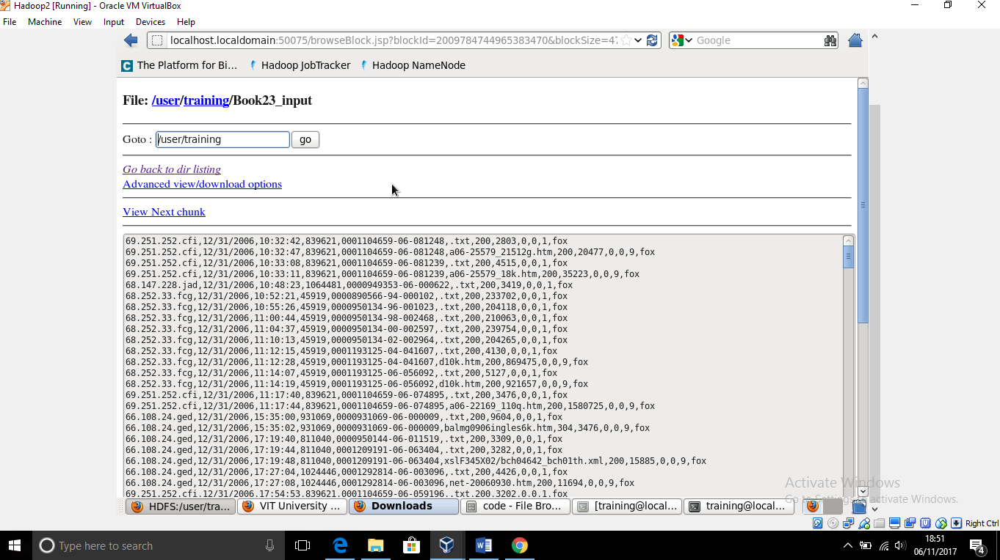 Hadoop2 [Running] - Oracle VM VirtualBox
File Machine View Input Devices Help
localhost.localdomain:50075/browseBlock.jsp?blockId=2009784744965383470&blockSize=4
Google
The Platform for Bi... Hadoop JobTracker Hadoop NameNode
File: /user/training/Book23_input
Goto : /user/training go
Go back to dir listing
Advanced view/download options
View Next chunk
69.251.252.cfi,12/31/2006,10:32:42,839621,0001104659-06-081248,.txt,200,2803,0,0,1,fox
69.251.252.cfi,12/31/2006,10:32:47,839621,0001104659-06-081248,a06-25579_21512g.htm,200,20477,0,0,9,fox
69.251.252.cfi,12/31/2006,10:33:08,839621,0001104659-06-081239,.txt,200,4515,0,0,1,fox
69.251.252.cfi,12/31/2006,10:33:11,839621,0001104659-06-081239,a06-25579_18k.htm,200,35223,0,0,9,fox
68.147.228.jad,12/31/2006,10:48:23,1064481,0000949353-06-000622,.txt,200,3419,0,0,1,fox
68.252.33.fcg,12/31/2006,10:52:21,45919,0000890566-94-000102,.txt,200,233702,0,0,1,fox
68.252.33.fcg,12/31/2006,10:55:26,45919,0000950134-96-001023,.txt,200,204118,0,0,1,fox
68.252.33.fcg,12/31/2006,11:00:44,45919,0000950134-98-002468,.txt,200,210063,0,0,1,fox
68.252.33.fcg,12/31/2006,11:04:37,45919,0000950134-00-002597,.txt,200,239754,0,0,1,fox
68.252.33.fcg,12/31/2006,11:10:13,45919,0000950134-02-002964,.txt,200,204265,0,0,1,fox
68.252.33.fcg,12/31/2006,11:12:15,45919,0001193125-04-041607,.txt,200,4130,0,0,1,fox
68.252.33.fcg,12/31/2006,11:12:28,45919,0001193125-04-041607,d10k.htm,200,869475,0,0,9,fox
68.252.33.fcg,12/31/2006,11:14:07,45919,0001193125-06-056092,.txt,200,5127,0,0,1,fox
68.252.33.fcg,12/31/2006,11:14:19,45919,0001193125-06-056092,d10k.htm,200,921657,0,0,9,fox
69.251.252.cfi,12/31/2006,11:17:40,839621,0001104659-06-074895,.txt,200,3476,0,0,1,fox
69.251.252.cfi,12/31/2006,11:17:44,839621,0001104659-06-074895,a06-22169_110q.htm,200,1580725,0,0,9,fox
66.108.24.ged,12/31/2006,15:35:00,931069,0000931069-06-000009,.txt,200,9604,0,0,1,fox
66.108.24.ged,12/31/2006,15:35:02,931069,0000931069-06-000009,balmg0906ingles6k.htm,304,3476,0,0,9,fox
66.108.24.ged,12/31/2006,17:19:40,811040,0000950144-06-011519,.txt,200,3309,0,0,1,fox
66.108.24.ged,12/31/2006,17:19:44,811040,0001209191-06-063404,.txt,200,3282,0,0,1,fox
66.108.24.ged,12/31/2006,17:19:48,811040,0001209191-06-063404,xslF345X02/bch04642_bch01th.xml,200,15885,0,0,9,fox
66.108.24.ged,12/31/2006,17:27:04,1024446,0001292814-06-003096,.txt,200,4426,0,0,1,fox
66.108.24.ged,12/31/2006,17:27:08,1024446,0001292814-06-003096,net-20060930.htm,200,11694,0,0,9,fox
69.251.252.cfi,12/31/2006,17:54:53,839621,0001104659-06-059196,.txt,200,3202,0,0,1,fox
Activate Windows
Go to Settings to activate Windows.
HDFS:/user/tra... VIT University ... Downloads code - File Bro... [training@local... training@local...
Right Ctrl
Type here to search
18:51
06/11/2017
4